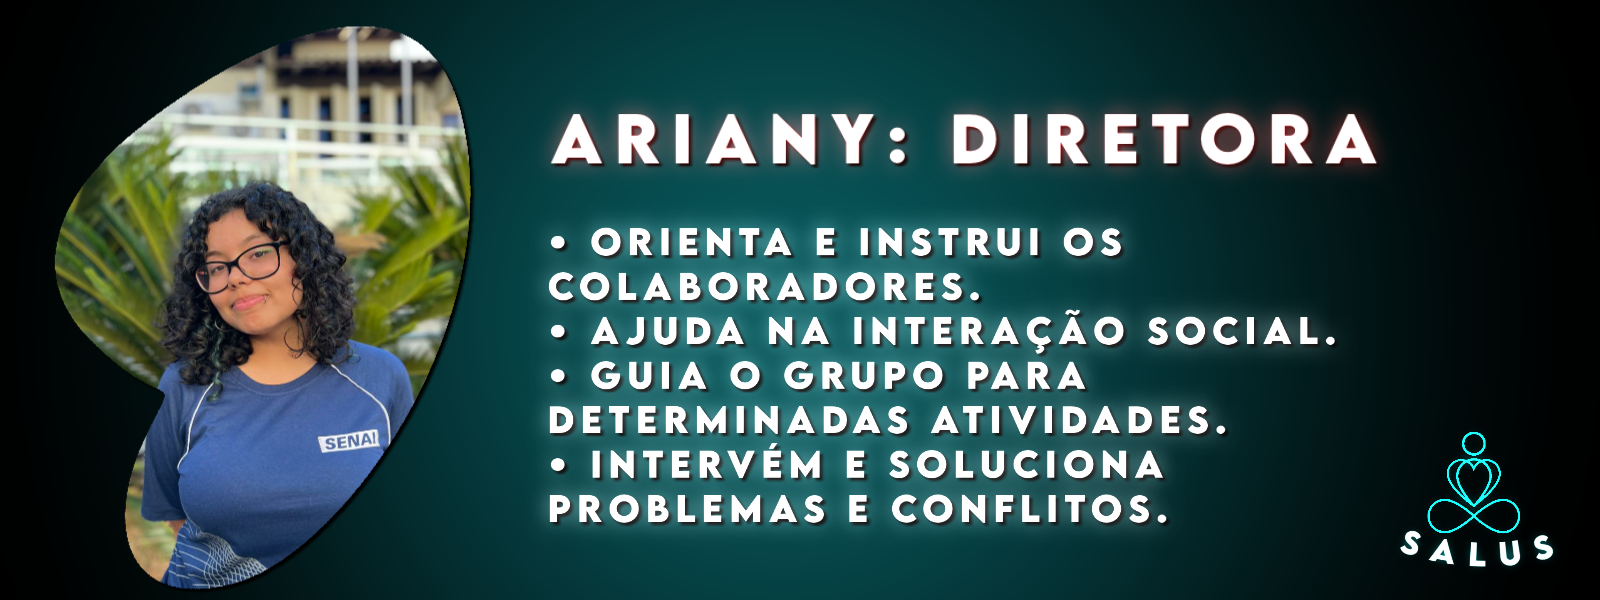 ARIANY: DIRETORA
• ORIENTA E INSTRUI OS
COLABORADORES.
• AJUDA NA INTERAÇÃO SOCIAL.
• GUIA O GRUPO PARA
DETERMINADAS ATIVIDADES.
• INTERVÉM E SOLUCIONA
PROBLEMAS E CONFLITOS.
SENAI
SALUS